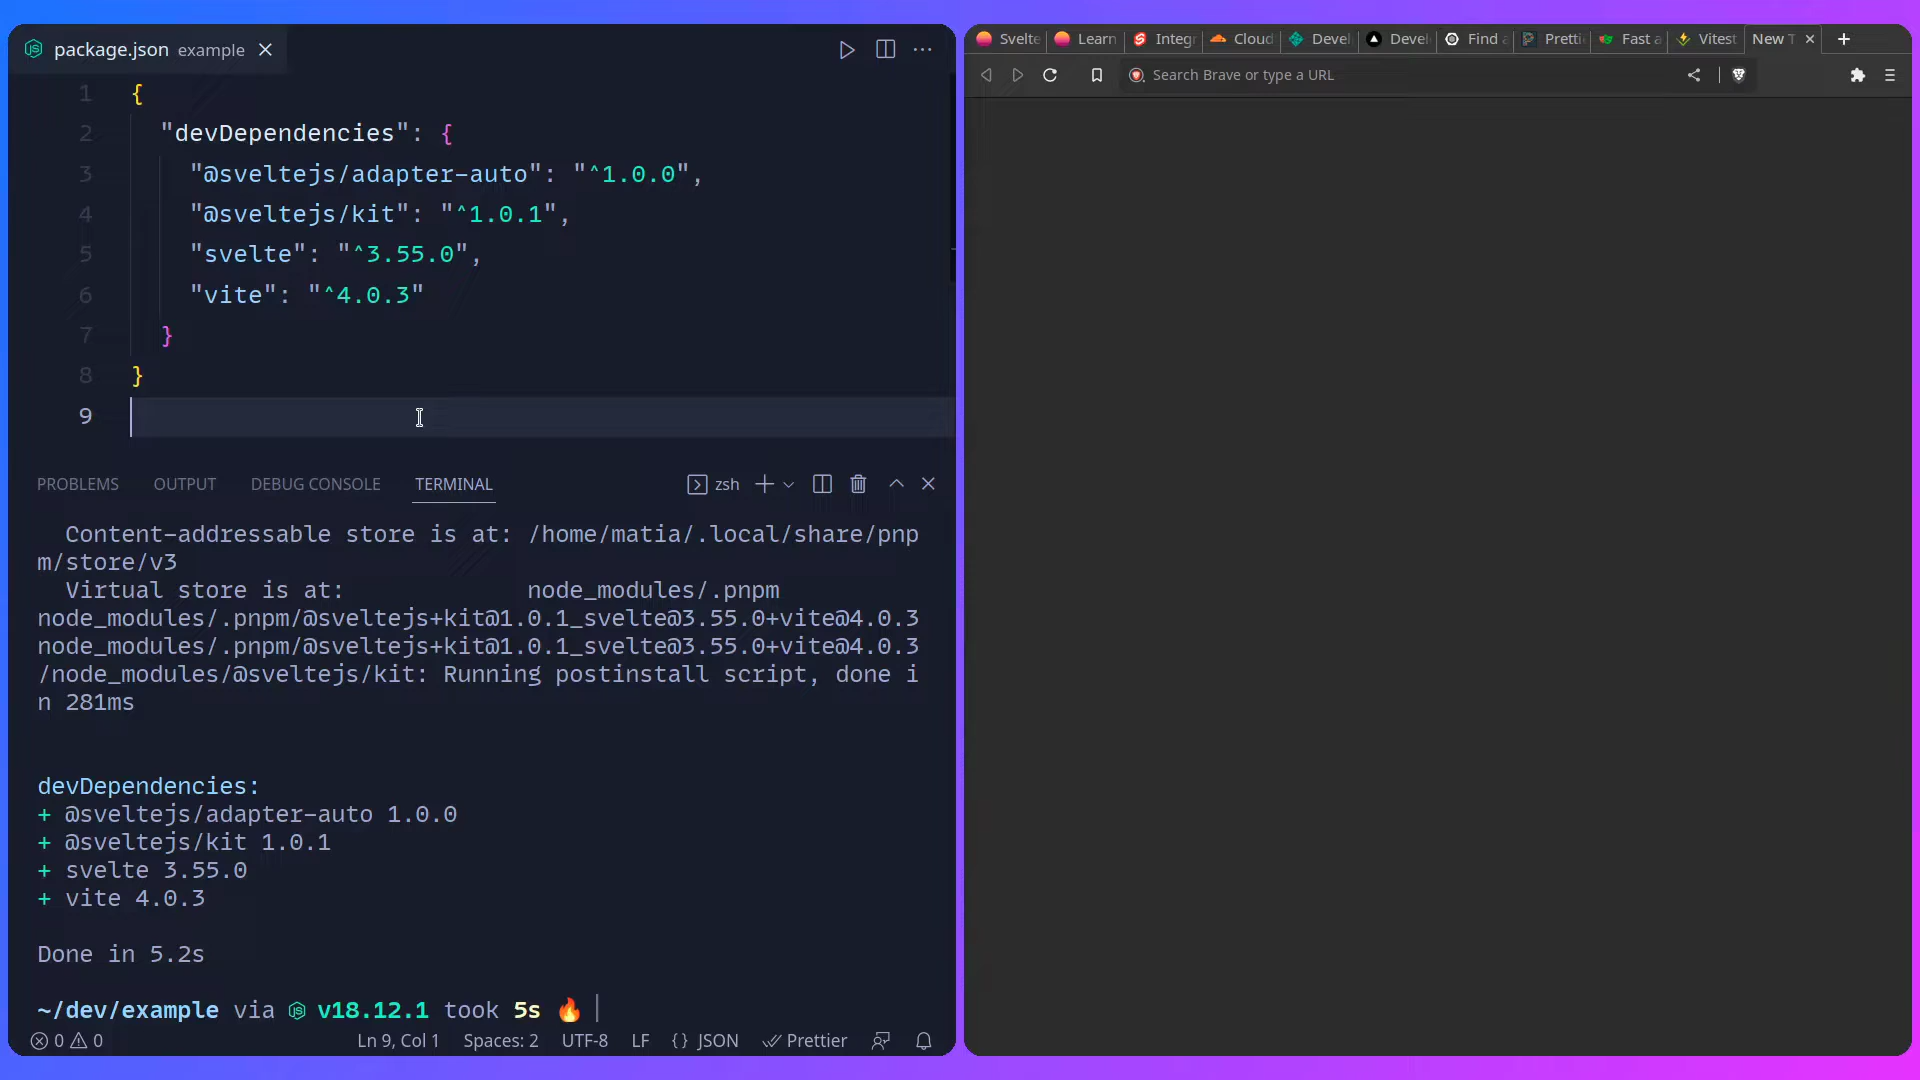 package.json example
1 {
2 "devDependencies": {
3 "@sveltejs/adapter-auto": "^1.0.0",
4 "@sveltejs/kit": "^1.0.1",
5 "svelte": "^3.55.0",
6 "vite": "^4.0.3"
7 }
8 }
9
PROBLEMS OUTPUT DEBUG CONSOLE TERMINAL zsh
Content-addressable store is at: /home/matia/.local/share/pnp
m/store/v3
Virtual store is at: node_modules/.pnpm
node_modules/.pnpm/@sveltejs+kit@1.0.1_svelte@3.55.0+vite@4.0.3
node_modules/.pnpm/@sveltejs+kit@1.0.1_svelte@3.55.0+vite@4.0.3
/node_modules/@sveltejs/kit: Running postinstall script, done i
n 281ms
devDependencies:
+ @sveltejs/adapter-auto 1.0.0
+ @sveltejs/kit 1.0.1
+ svelte 3.55.0
+ vite 4.0.3
Done in 5.2s
~/dev/example via v18.12.1 took 5s 🔥
0 0 Ln 9, Col 1 Spaces: 2 UTF-8 LF {} JSON Prettier
Svelte Learn Integr Cloud Devel Devel Find a Pretti Fast a Vitest New T
Search Brave or type a URL